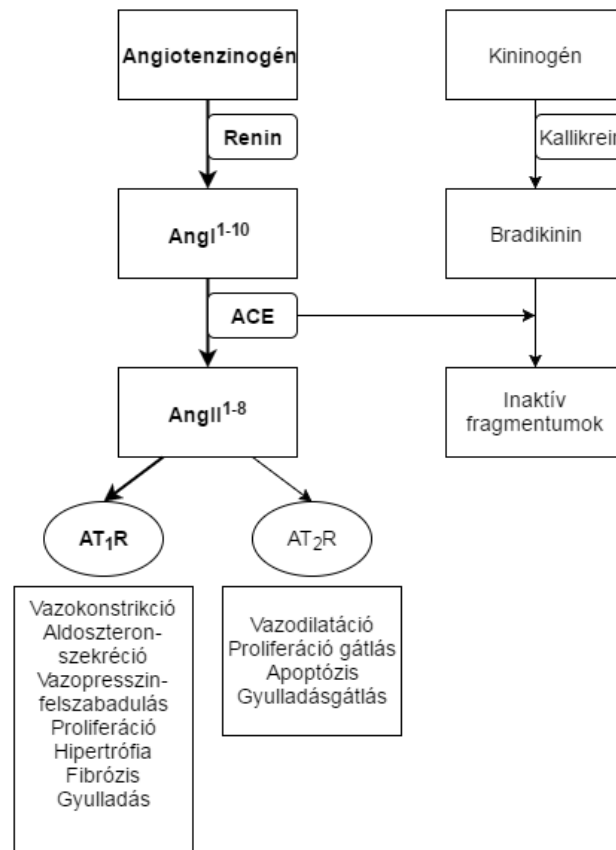 Angiotenzinogén
Kininogén
Renin
Kallikrein
AngI1-10
Bradikinin
ACE
AngII1-8
Inaktív
fragmentumok
AT1R
AT2R
Vazokonstrikció
Aldoszteron-
szekréció
Vazopresszin-
felszabadulás
Proliferáció
Hipertrófia
Fibrózis
Gyulladás
Vazodilatáció
Proliferáció gátlás
Apoptózis
Gyulladásgátlás